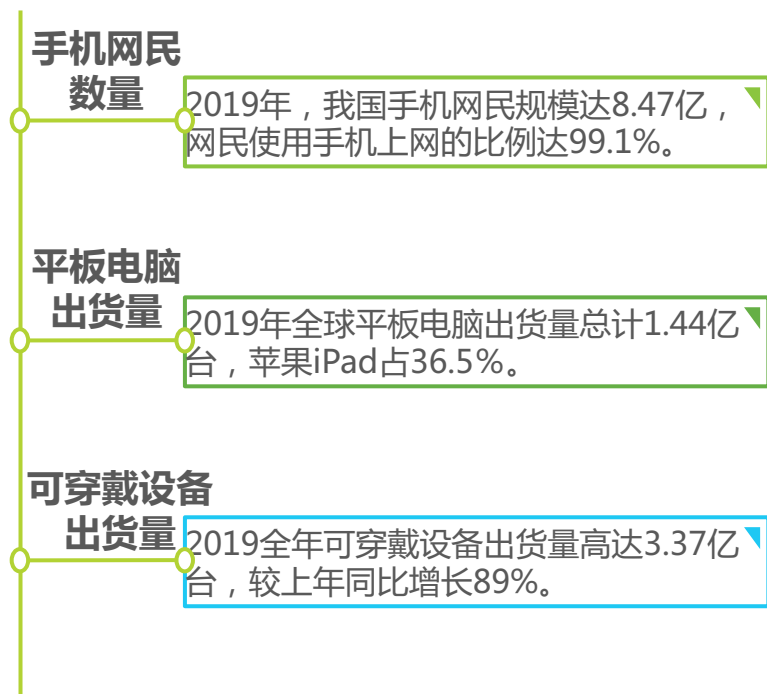 手机网民
数量
2019年，我国手机网民规模达8.47亿，
网民使用手机上网的比例达99.1%。
平板电脑
出货量
2019年全球平板电脑出货量总计1.44亿
台，苹果iPad占36.5%。
可穿戴设备
出货量
2019全年可穿戴设备出货量高达3.37亿
台，较上年同比增长89%。